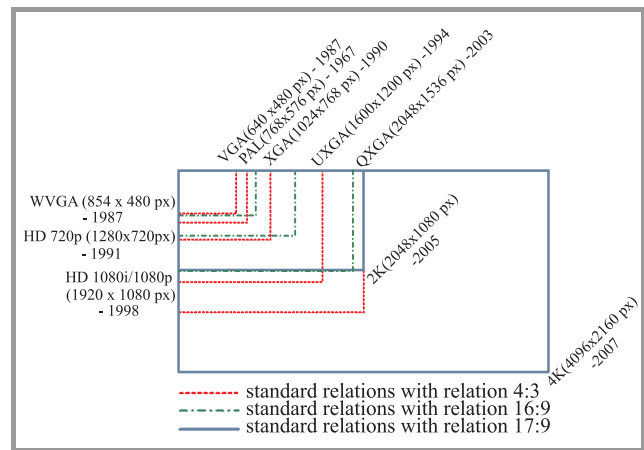 VGA(640 x480 px) - 1987
PAL(768x576 px) - 1967
XGA(1024x768 px) -1990
UXGA(1600x1200 px) -1994
QXGA(2048x1536 px) -2003
WVGA (854 x 480 px)
- 1987
HD 720p (1280x720px)
- 1991
HD 1080i/1080p
(1920 x 1080 px)
- 1998
2K(2048x1080 px)
-2005
4K(4096x2160 px)
-2007
standard relations with relation 4:3
standard relations with relation 16:9
standard relations with relation 17:9